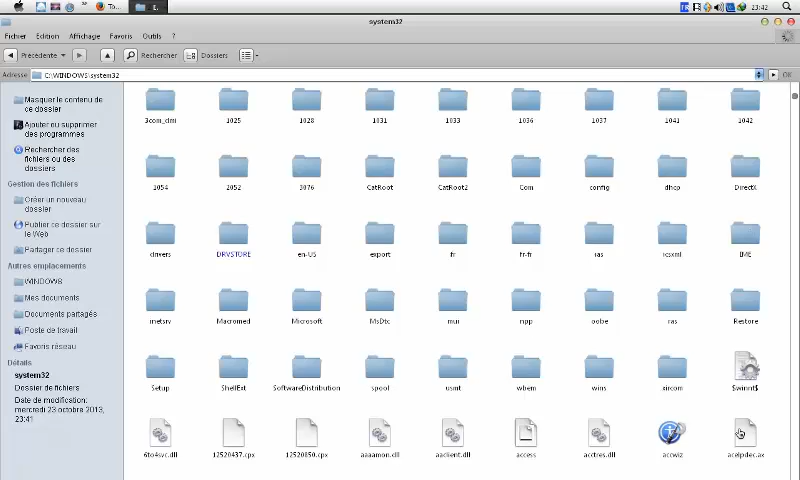 To...
E.
FR
23:42
system32
Fichier Edition Affichage Favoris Outils ?
Précédente Rechercher Dossiers
Adresse C:\WINDOWS\system32 OK
Masquer le contenu de
ce dossier
Ajouter ou supprimer
des programmes
Rechercher des
fichiers ou des
dossiers
Gestion des fichiers
Créer un nouveau
dossier
Publier ce dossier sur
le Web
Partager ce dossier
Autres emplacements
WINDOWS
Mes documents
Documents partagés
Poste de travail
Favoris réseau
Détails
system32
Dossier de fichiers
Date de modification:
mercredi 23 octobre 2013,
23:41
3com_dmi 1025 1028 1031 1033 1036 1037 1041 1042
1054 2052 3076 CatRoot CatRoot2 Com config dhcp DirectX
drivers DRVSTORE en-US export fr fr-fr ias icsxml IME
inetsrv Macromed Microsoft MsDtc mui npp oobe ras Restore
Setup ShellExt SoftwareDistribution spool usmt wbem wins xircom $winnt$
6to4svc.dll 12520437.cpx 12520850.cpx aaaamon.dll aaclient.dll access acctres.dll accwiz acelpdec.ax